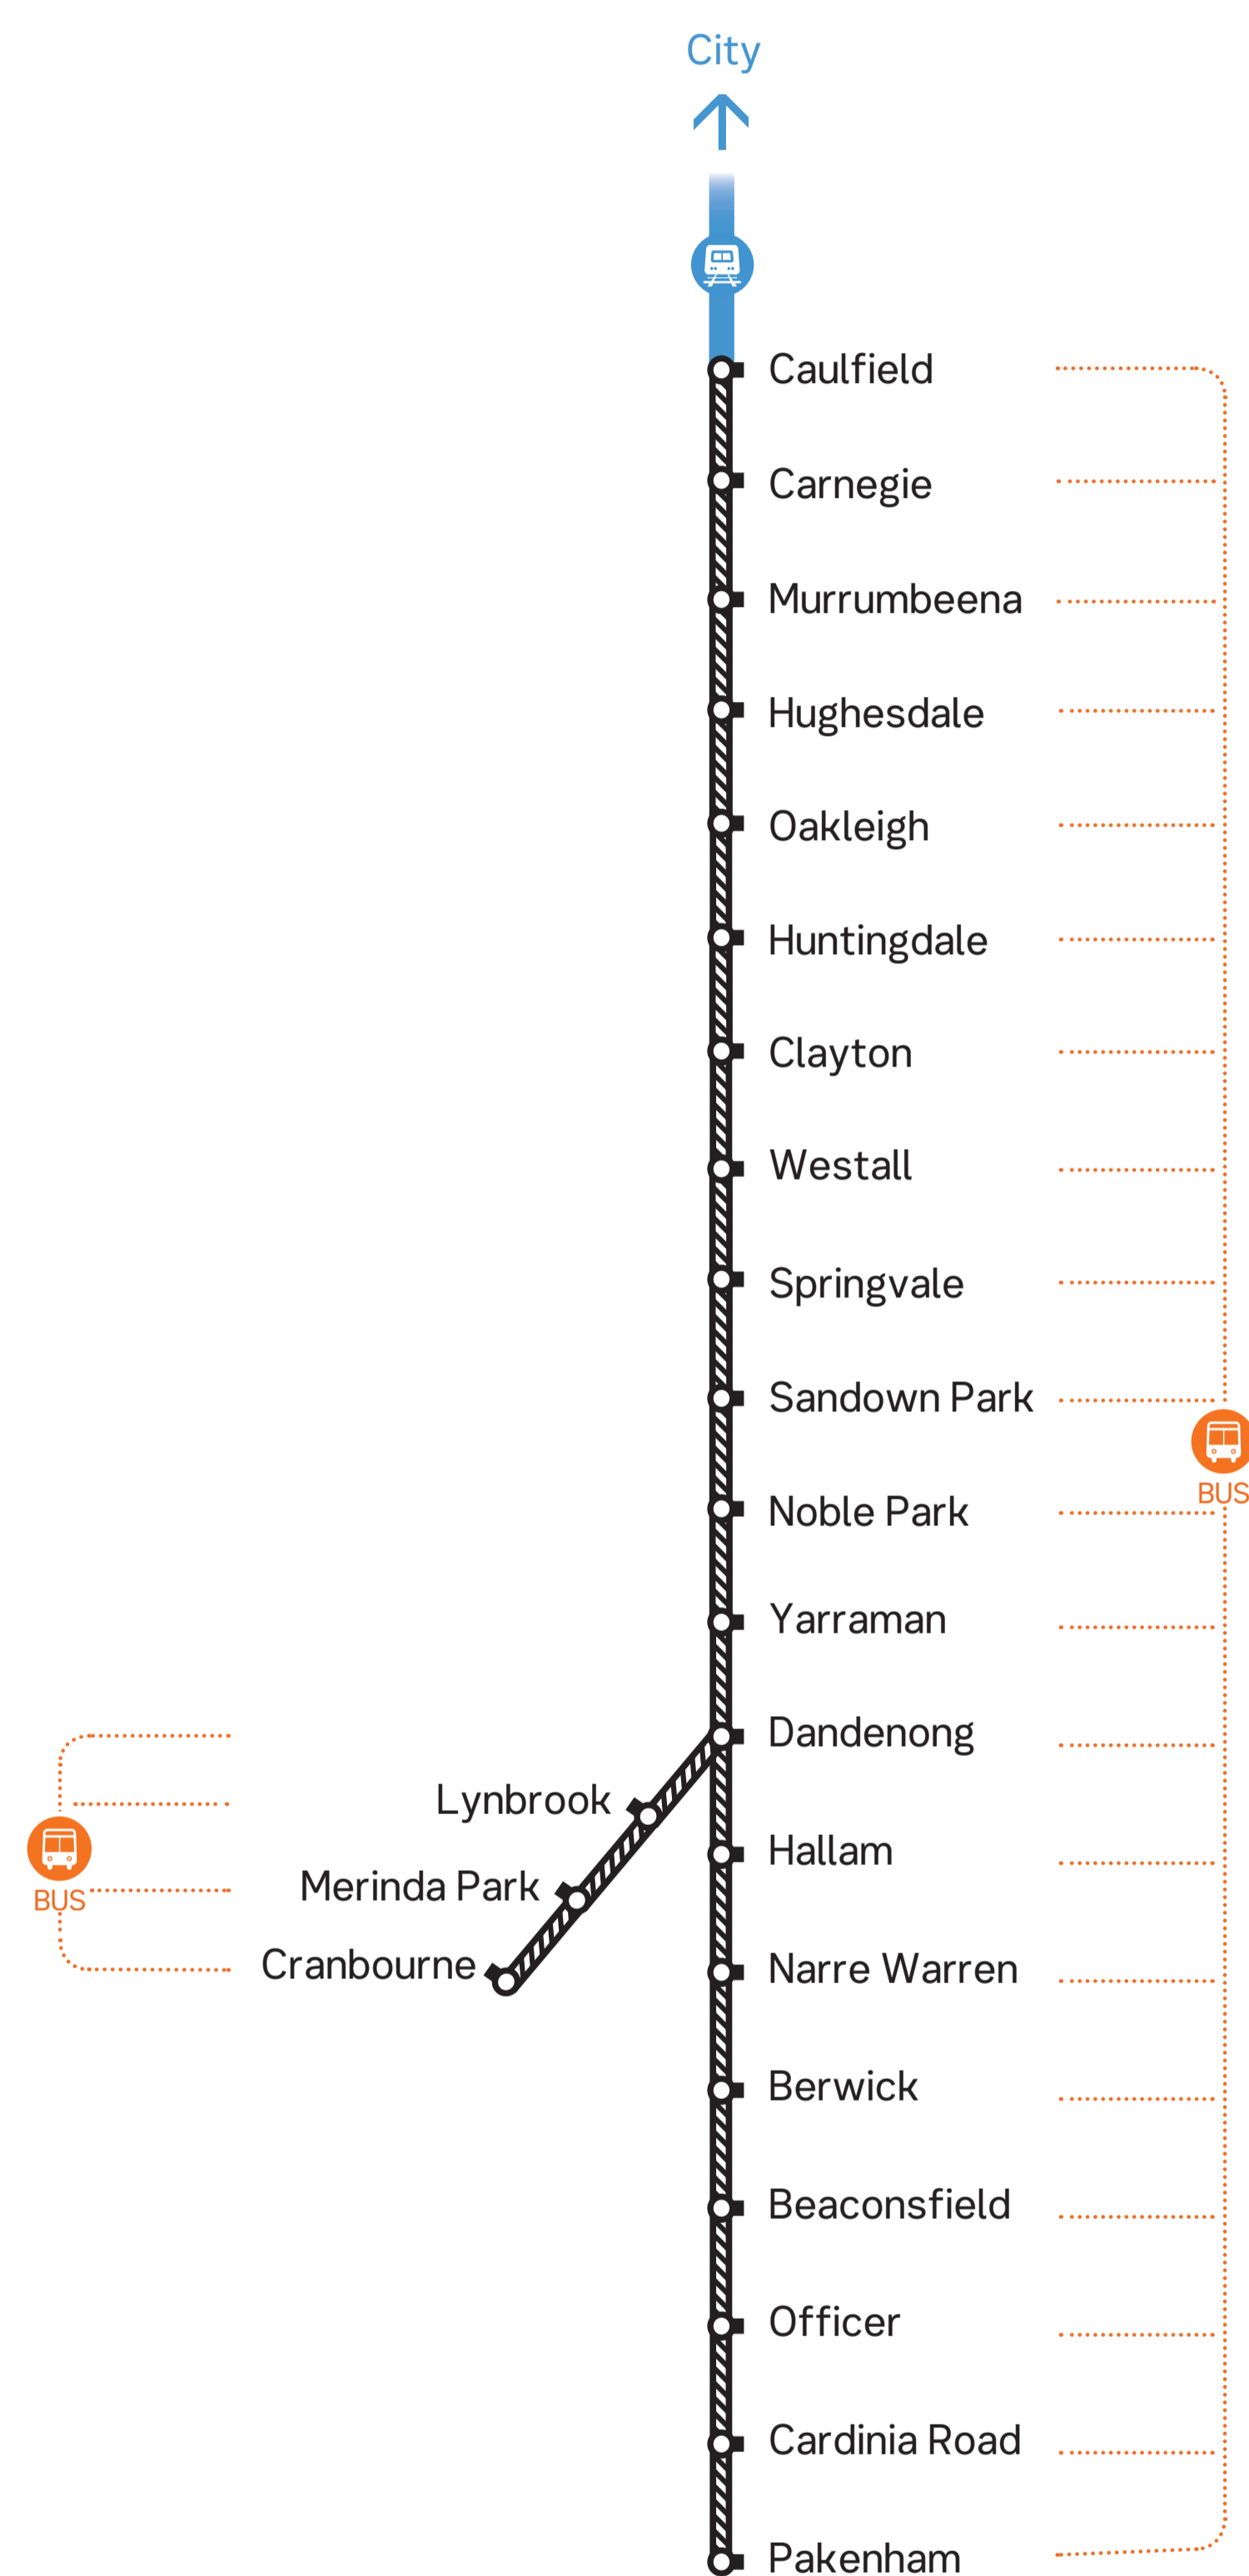 City
Caulfield
Carnegie
Murrumbeena
Hughesdale
Oakleigh
Huntingdale
Clayton
Westall
Springvale
Sandown Park
BUS
Noble Park
Yarraman
Dandenong
Lynbrook
Hallam
Merinda Park
BUS
Cranbourne
Narre Warren
Berwick
Beaconsfield
Officer
Cardinia Road
Pakenham